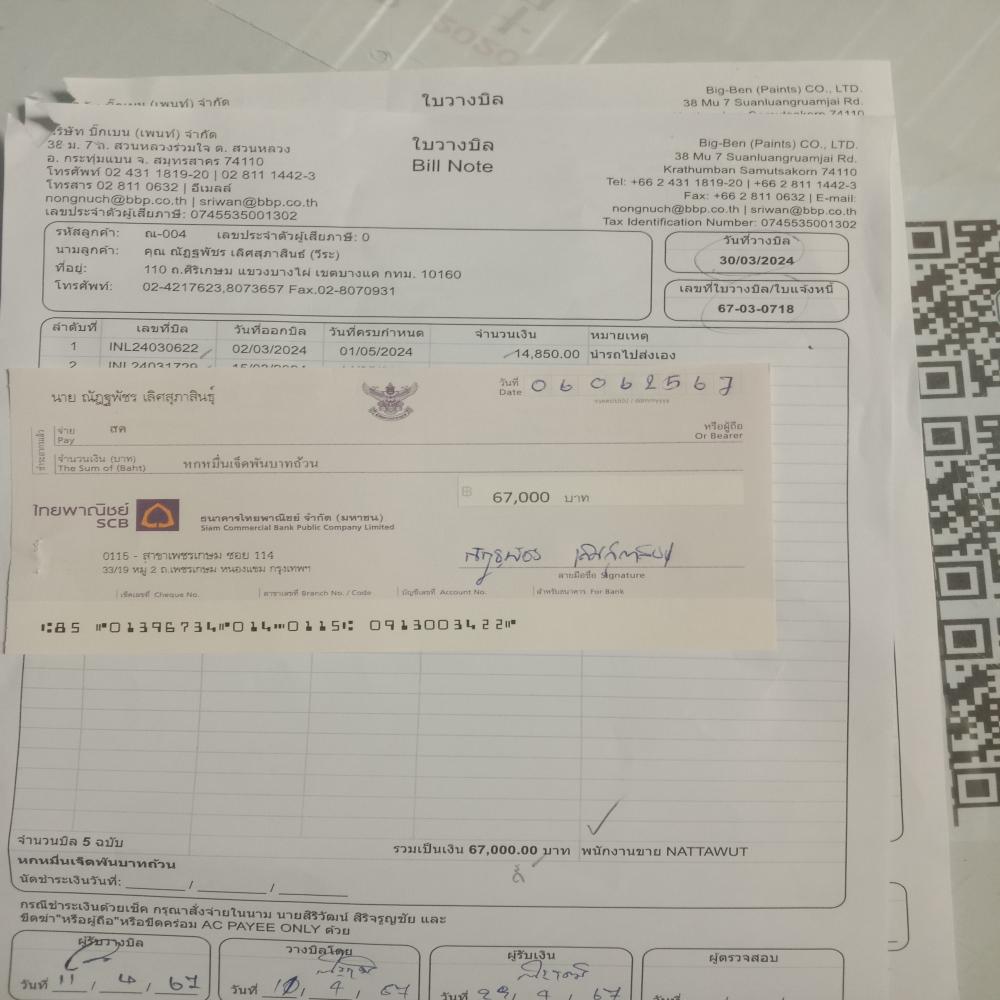 ใบวางบิล
Big-Ben (Paints) CO., LTD.
38 Mu 7 Suanluangruamjai Rd.
บริษัท บิ๊กเบน (เพนท์) จำกัด
38 ม. 7 ถ. สวนหลวงร่วมใจ ต. สวนหลวง
อ. กระทุ่มแบน จ. สมุทรสาคร 74110
โทรศัพท์ 02 431 1819-20 | 02 811 1442-3
โทรสาร 02 811 0632 | อีเมลล์
nongnuch@bbp.co.th | sriwan@bbp.co.th
เลขประจำตัวผู้เสียภาษี: 0745535001302
ใบวางบิล
Bill Note
Big-Ben (Paints) CO., LTD.
38 Mu 7 Suanluangruamjai Rd.
Krathumban Samutsakorn 74110
Tel: +66 2 431 1819-20 | +66 2 811 1442-3
Fax: +66 2 811 0632 | E-mail:
nongnuch@bbp.co.th | sriwan@bbp.co.th
Tax Identification Number: 0745535001302
รหัสลูกค้า: ณ-004 เลขประจำตัวผู้เสียภาษี: 0
นามลูกค้า: คุณ ณัฏฐพัชร เลิศสุภาสินธ์ (วีระ)
ที่อยู่: 110 ถ.ศิริเกษม แขวงบางไผ่ เขตบางแค กทม. 10160
โทรศัพท์: 02-4217623,8073657 Fax.02-8070931
วันที่วางบิล
30/03/2024
เลขที่ใบวางบิล/ใบแจ้งหนี้
67-03-0718
ลำดับที่ เลขที่บิล วันที่ออกบิล วันที่ครบกำหนด จำนวนเงิน หมายเหตุ
1 INL24030622 02/03/2024 01/05/2024 14,850.00 นำรถไปส่งเอง
2 INL24031729
นาย ณัฏฐพัชร เลิศสุภาสินธุ์
วันที่ 06062567
Date
จ่าย สด
Pay
หรือผู้ถือ
Or Bearer
จำนวนเงิน (บาท) หกหมื่นเจ็ดพันบาทถ้วน
The Sum of (Baht)
฿ 67,000 บาท
ไทยพาณิชย์
SCB
ธนาคารไทยพาณิชย์ จำกัด (มหาชน)
Siam Commercial Bank Public Company Limited
0115 - สาขาเพชรเกษม ซอย 114
33/19 หมู่ 2 ถ.เพชรเกษม หนองแขม กรุงเทพฯ
ลายมือชื่อ Signature
เช็คเลขที่ Cheque No. สาขาเลขที่ Branch No. / Code บัญชีเลขที่ Account No. สำหรับธนาคาร For Bank
⑆85 ⑈01396734⑈014⑉0115⑆ 0913003422⑈
จำนวนบิล 5 ฉบับ
รวมเป็นเงิน 67,000.00 บาท พนักงานขาย NATTAWUT
หกหมื่นเจ็ดพันบาทถ้วน
นัดชำระเงินวันที่: ______ / ______ / ______
กรณีชำระเงินด้วยเช็ค กรุณาสั่งจ่ายในนาม นายสิริวัฒน์ สิริจรูญชัย และ
ขีดฆ่า"หรือผู้ถือ"หรือขีดคร่อม AC PAYEE ONLY ด้วย
ผู้รับวางบิล วางบิลโดย ผู้รับเงิน ผู้ตรวจสอบ
วันที่ 11 / 4 / 67
วันที่ 11 / 4 / 67